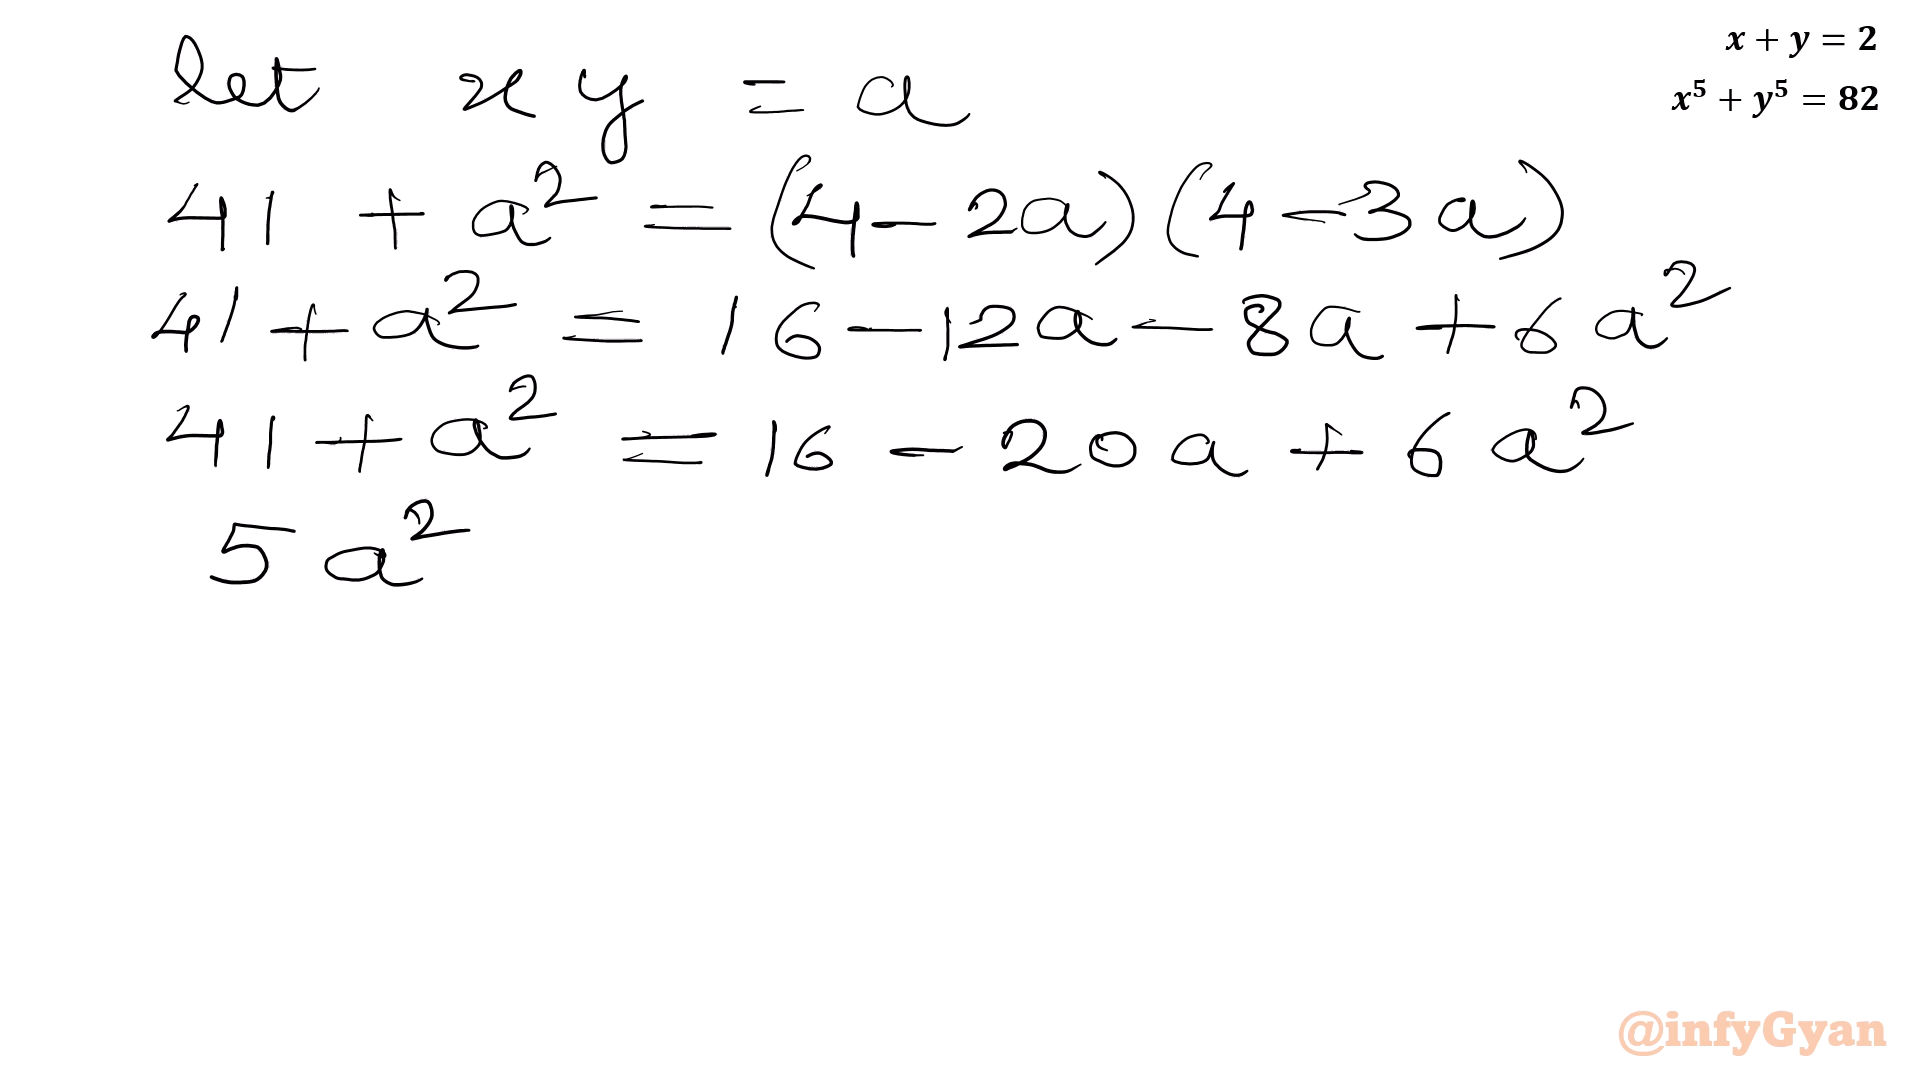 x + y = 2
x⁵ + y⁵ = 82
let xy = a
41 + a² = (4 - 2a)(4 - 3a)
41 + a² = 16 - 12a - 8a + 6a²
41 + a² = 16 - 20a + 6a²
5a²
@infyGyan